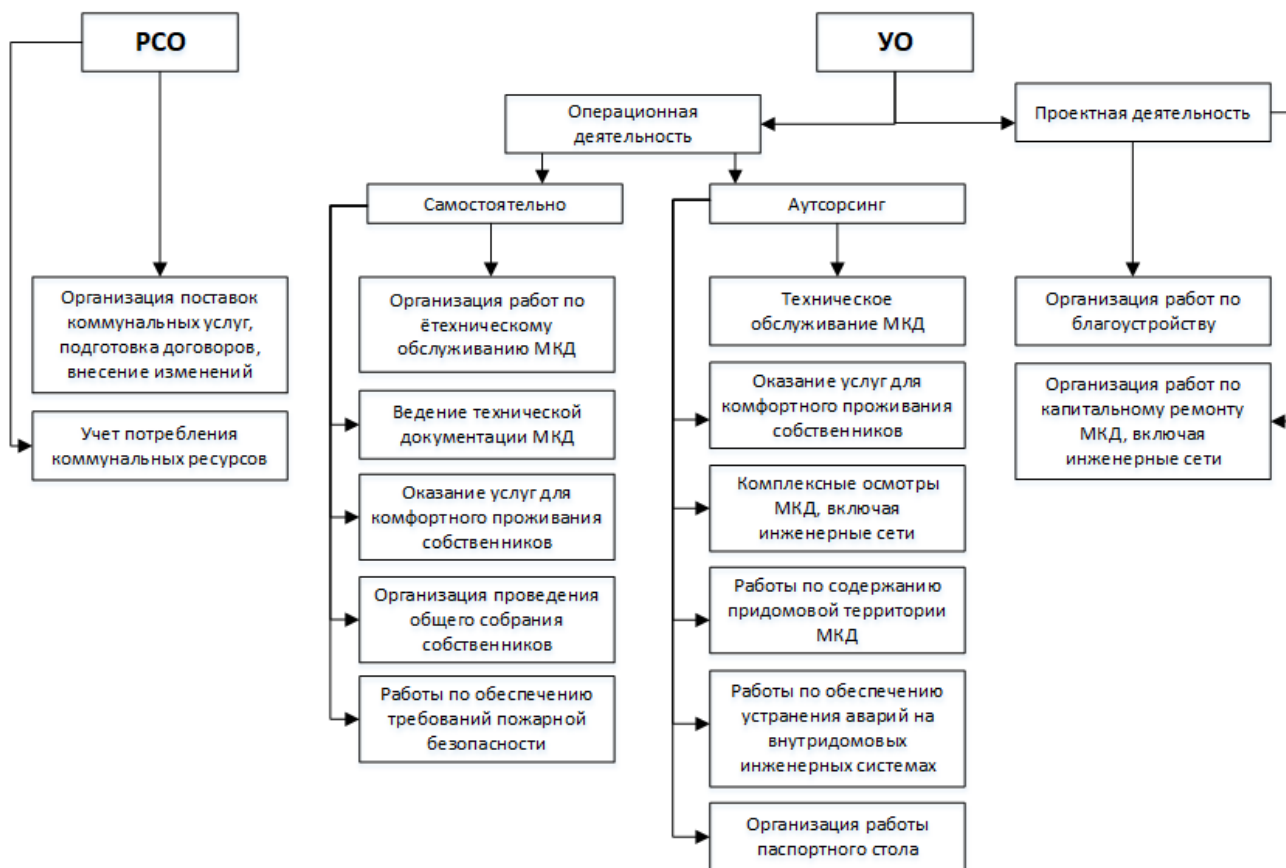 РСО
УО
Операционная
деятельность
Проектная деятельность
Самостоятельно
Аутсорсинг
Организация поставок
коммунальных услуг,
подготовка договоров,
внесение изменений
Учет потребления
коммунальных ресурсов
Организация работ по
ётехническому
обслуживанию МКД
Ведение технической
документации МКД
Оказание услуг для
комфортного проживания
собственников
Организация проведения
общего собрания
собственников
Работы по обеспечению
требований пожарной
безопасности
Техническое
обслуживание МКД
Оказание услуг для
комфортного проживания
собственников
Комплексные осмотры
МКД, включая
инженерные сети
Работы по содержанию
придомовой территории
МКД
Работы по обеспечению
устранения аварий на
внутридомовых
инженерных системах
Организация работы
паспортного стола
Организация работ по
благоустройству
Организация работ по
капитальному ремонту
МКД, включая
инженерные сети